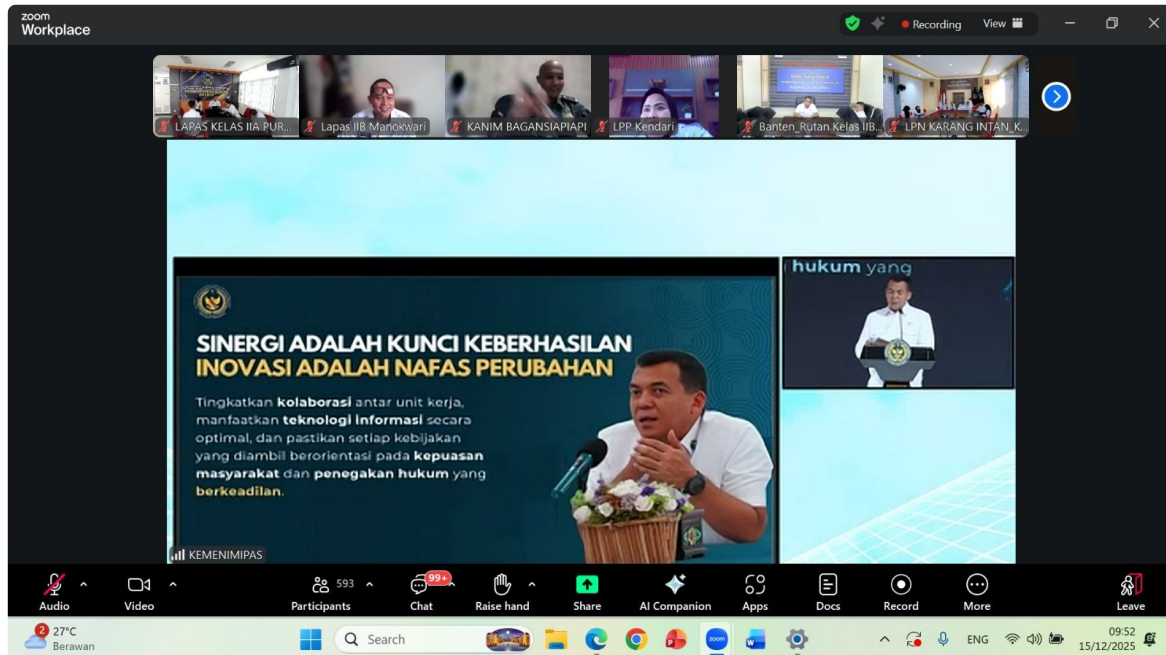 zoom
Workplace
Recording
View
LAPAS KELAS IIA PUR...
Lapas IIB Manokwari
KANIM BAGANSIAPIAPI
LPP Kendari
Banten_Rutan Kelas IIB...
LPN KARANG INTAN_K...
hukum yang
SINERGI ADALAH KUNCI KEBERHASILAN
INOVASI ADALAH NAFAS PERUBAHAN
Tingkatkan kolaborasi antar unit kerja,
manfaatkan teknologi informasi secara
optimal, dan pastikan setiap kebijakan
yang diambil berorientasi pada kepuasan
masyarakat dan penegakan hukum yang
berkeadilan.
KEMENIMIPAS
Audio
Video
593
Participants
99+
Chat
Raise hand
Share
AI Companion
Apps
Docs
Record
More
Leave
2
27°C
Berawan
Search
zoom
ENG
09:52
15/12/2025